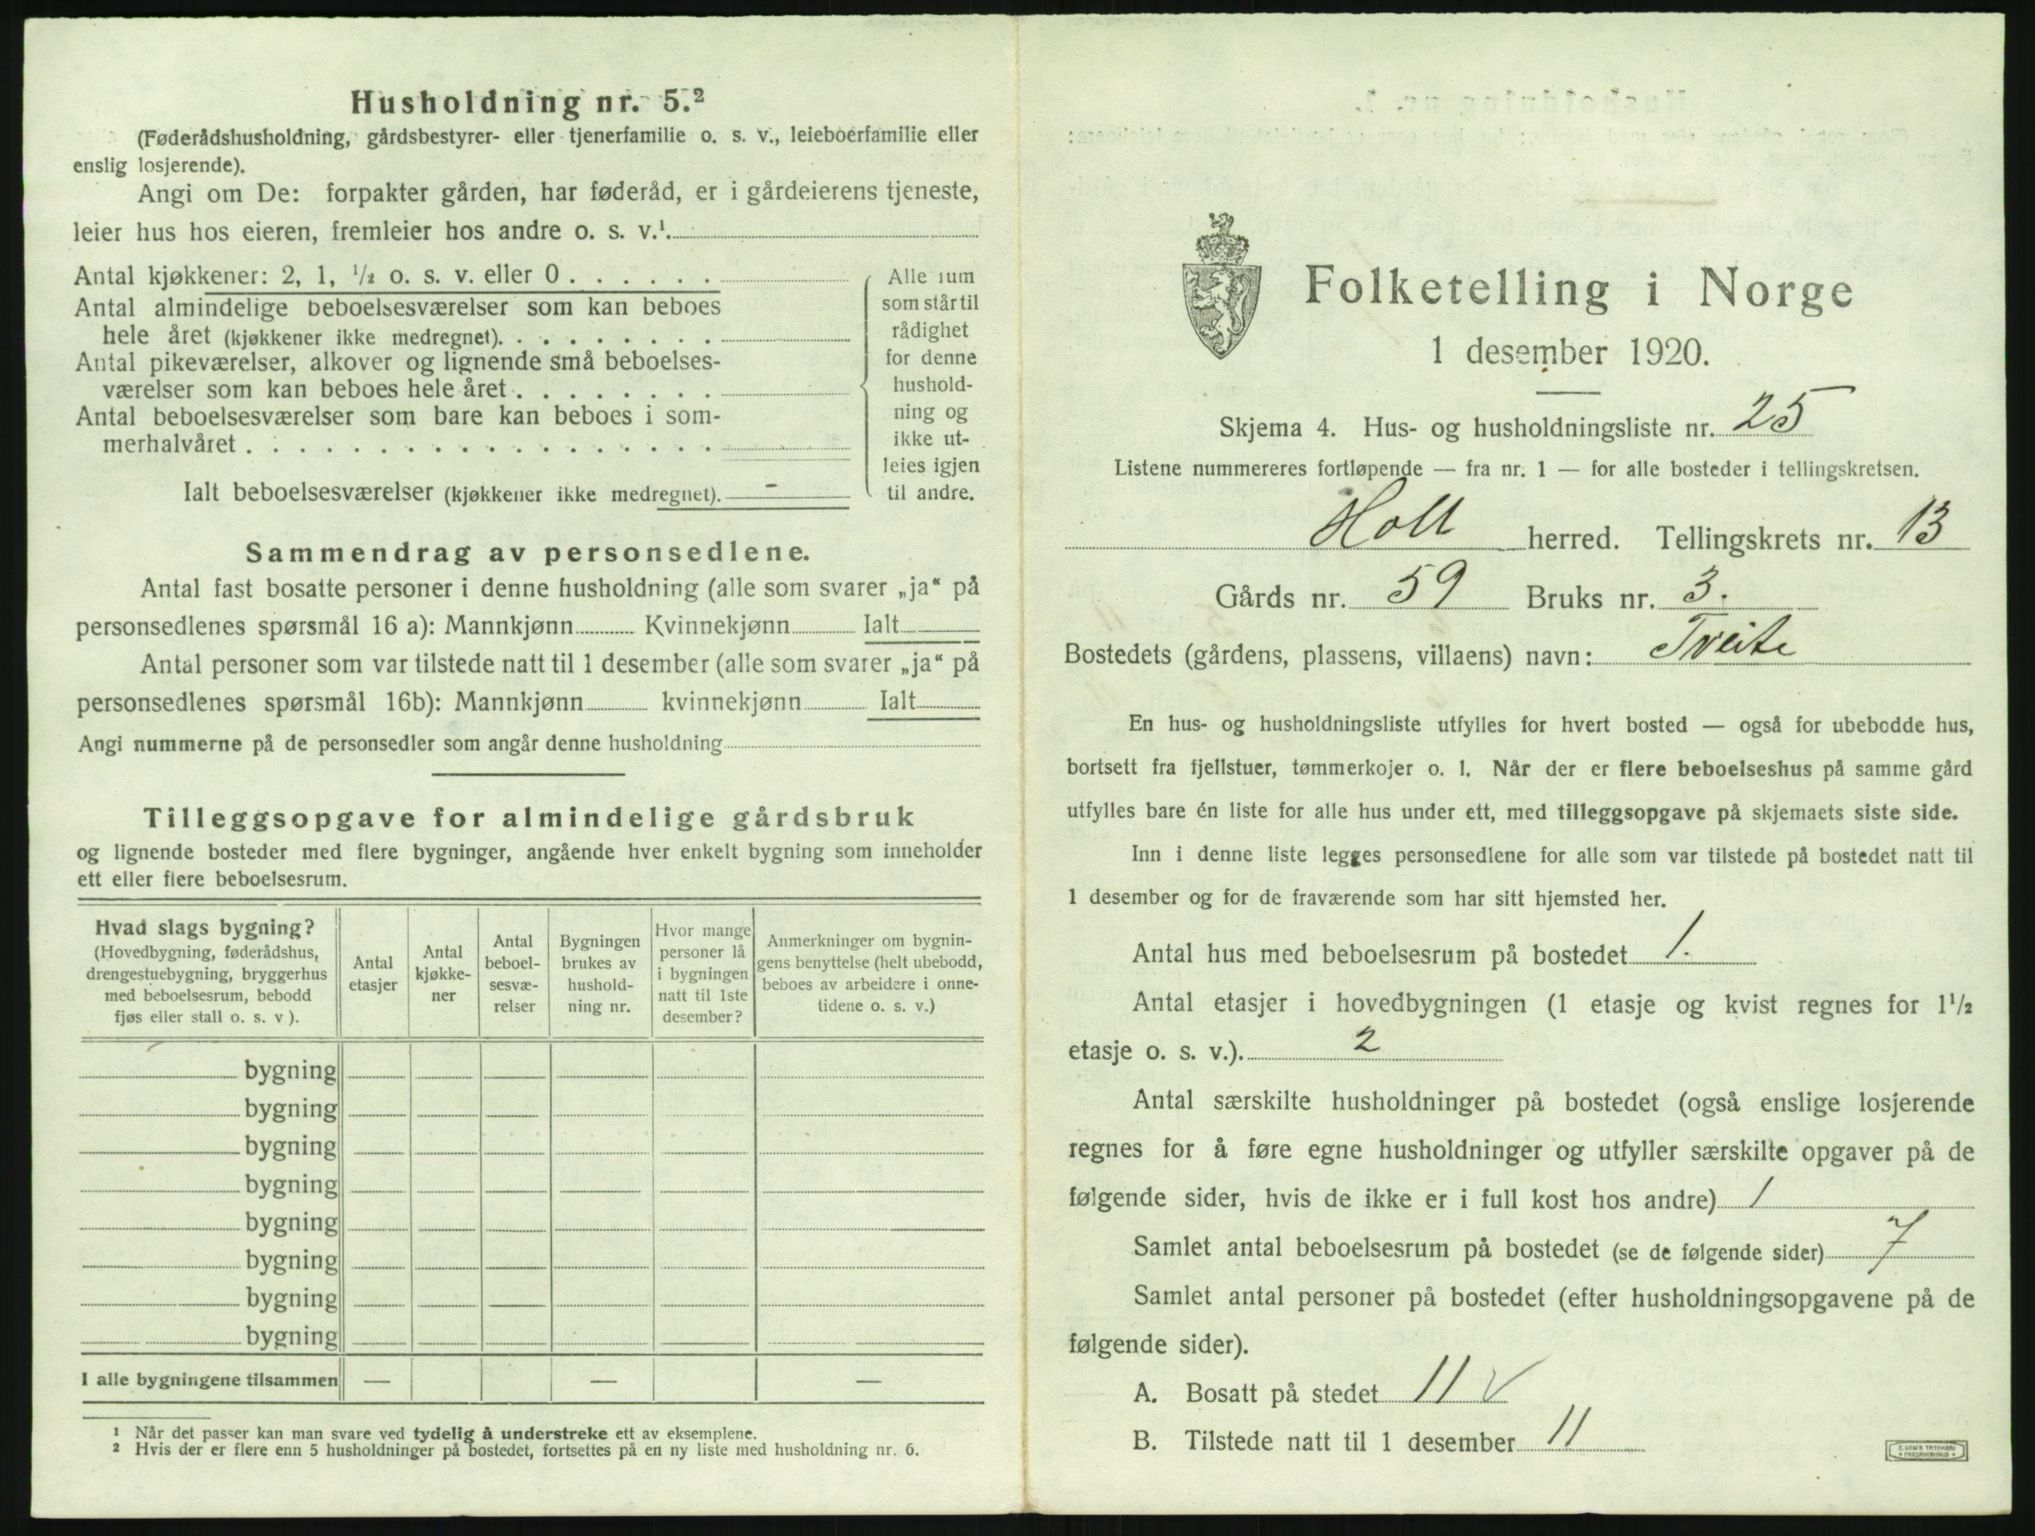 Husholdning nr. 5.²
(Føderådshusholdning, gårdsbestyrer- eller tjenerfamilie o. s. v., leieboerfamilie eller
enslig losjerende).
Angi om De: forpakter gården, har føderåd, er i gårdeierens tjeneste,
leier hus hos eieren, fremleier hos andre o. s. v.¹.
Antal kjøkkener: 2, 1, ½ o. s. v. eller 0 . . . . . .
Antal almindelige beboelsesværelser som kan beboes
hele året (kjøkkener ikke medregnet). . . . . . . . .
Antal pikeværelser, alkover og lignende små beboelses-
værelser som kan beboes hele året . . . . . . . .
Antal beboelsesværelser som bare kan beboes i som-
merhalvåret . . . . . . . . . . . . . . . . . .
Ialt beboelsesværelser (kjøkkener ikke medregnet). -
Alle rum
som står til
rådighet
for denne
hushold-
ning og
ikke ut-
leies igjen
til andre.
Sammendrag av personsedlene.
Antal fast bosatte personer i denne husholdning (alle som svarer „ja“ på
personsedlenes spørsmål 16 a): Mannkjønn Kvinnekjønn Ialt
Antal personer som var tilstede natt til 1 desember (alle som svarer „ja“ på
personsedlenes spørsmål 16b): Mannkjønn kvinnekjønn Ialt
Angi nummerne på de personsedler som angår denne husholdning
Tilleggsopgave for almindelige gårdsbruk
og lignende bosteder med flere bygninger, angående hver enkelt bygning som inneholder
ett eller flere beboelsesrum.
Hvad slags bygning?
(Hovedbygning, føderådshus,
drengestuebygning, bryggerhus
med beboelsesrum, bebodd
fjøs eller stall o. s. v ).
Antal
etasjer
Antal
kjøkke-
ner
Antal
beboel-
sesvæ-
relser
Bygningen
brukes av
hushold-
ning nr.
Hvor mange
personer lå
i bygningen
natt til 1ste
desember?
Anmerkninger om bygnin-
gens benyttelse (helt ubebodd,
beboes av arbeidere i onne-
tidene o. s. v.)
bygning
bygning
bygning
bygning
bygning
bygning
bygning
bygning
I alle bygningene tilsammen — — —
¹ Når det passer kan man svare ved tydelig å understreke ett av eksemplene.
² Hvis der er flere enn 5 husholdninger på bostedet, fortsettes på en ny liste med husholdning nr. 6.
Folketelling i Norge
1 desember 1920.
Skjema 4. Hus- og husholdningsliste nr. 25
Listene nummereres fortløpende — fra nr. 1 — for alle bosteder i tellingskretsen.
Holt herred. Tellingskrets nr. 13
Gårds nr. 59 Bruks nr. 3.
Bostedets (gårdens, plassens, villaens) navn: Tveite
En hus- og husholdningsliste utfylles for hvert bosted — også for ubebodde hus,
bortsett fra fjellstuer, tømmerkojer o. l. Når der er flere beboelseshus på samme gård
utfylles bare én liste for alle hus under ett, med tilleggsopgave på skjemaets siste side.
Inn i denne liste legges personsedlene for alle som var tilstede på bostedet natt til
1 desember og for de fraværende som har sitt hjemsted her.
Antal hus med beboelsesrum på bostedet 1.
Antal etasjer i hovedbygningen (1 etasje og kvist regnes for 1½
etasje o. s. v.). 2
Antal særskilte husholdninger på bostedet (også enslige losjerende
regnes for å føre egne husholdninger og utfyller særskilte opgaver på de
følgende sider, hvis de ikke er i full kost hos andre) 1
Samlet antal beboelsesrum på bostedet (se de følgende sider) 7
Samlet antal personer på bostedet (efter husholdningsopgavene på de
følgende sider).
A. Bosatt på stedet 11 ✓
B. Tilstede natt til 1 desember 11